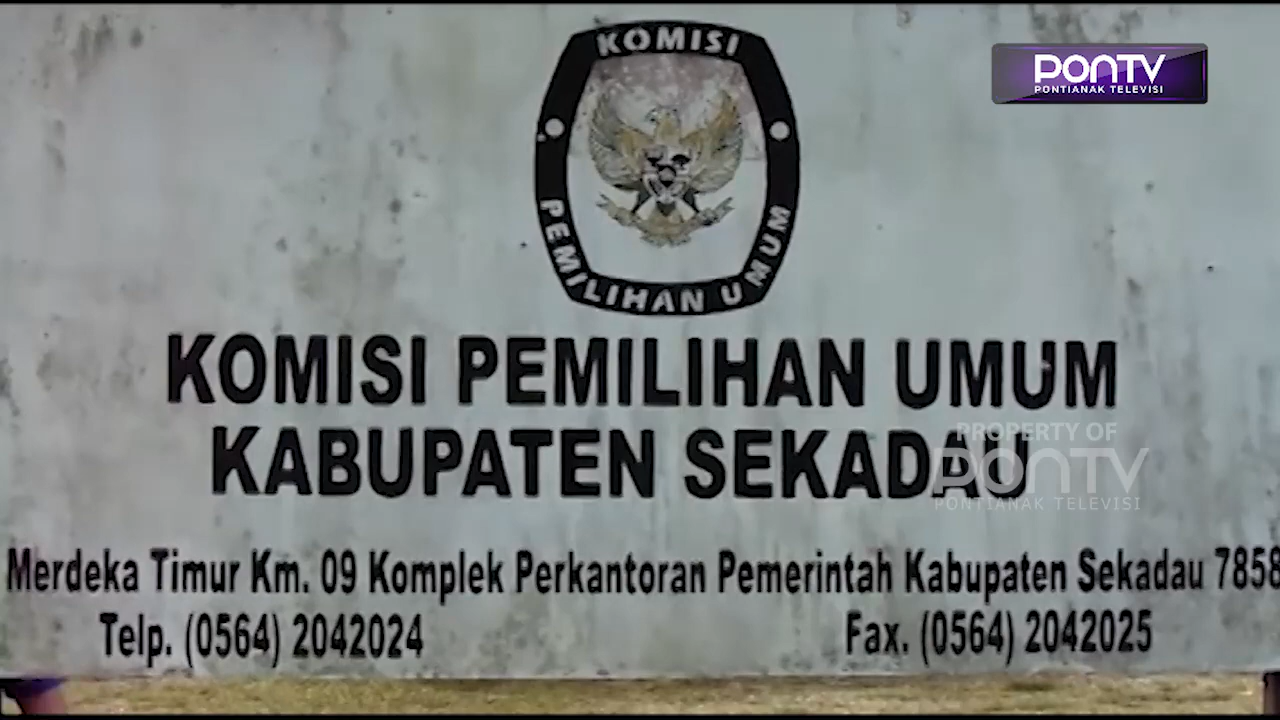 KOMISI
PEMILIHAN UMUM
PONTV
PONTIANAK TELEVISI
KOMISI PEMILIHAN UMUM
KABUPATEN SEKADAU
PROPERTY OF
PONTV
PONTIANAK TELEVISI
Merdeka Timur Km. 09 Komplek Perkantoran Pemerintah Kabupaten Sekadau 7858
Telp. (0564) 2042024 Fax. (0564) 2042025